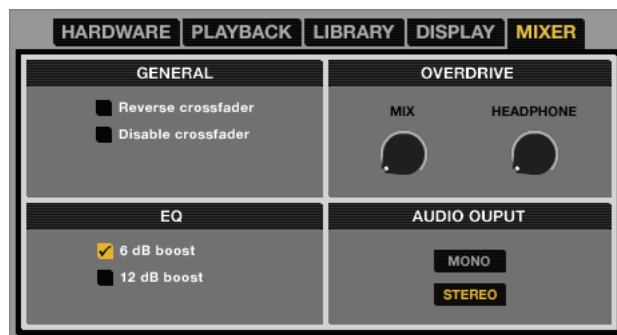 HARDWARE PLAYBACK LIBRARY DISPLAY MIXER
GENERAL
Reverse crossfader
Disable crossfader
OVERDRIVE
MIX HEADPHONE
EQ
6 dB boost
12 dB boost
AUDIO OUPUT
MONO
STEREO